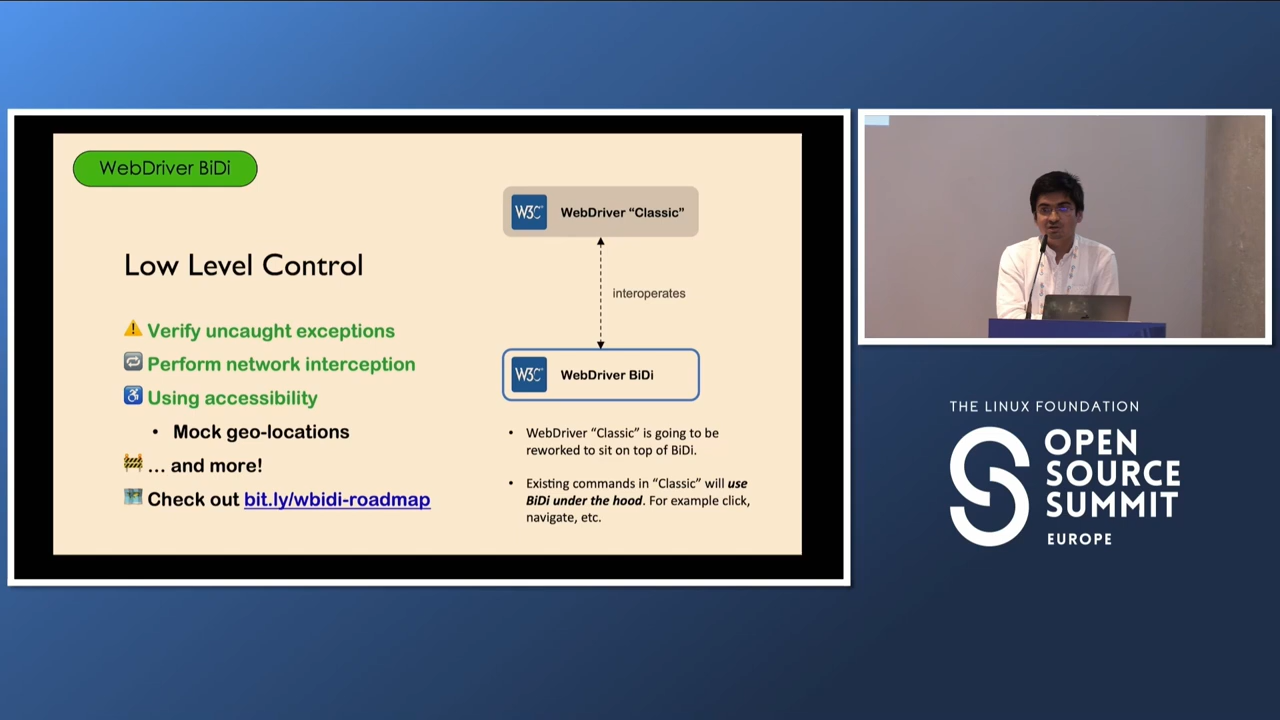 WebDriver BiDi
Low Level Control
Verify uncaught exceptions
Perform network interception
Using accessibility
• Mock geo-locations
... and more!
Check out bit.ly/wbidi-roadmap
W3C WebDriver “Classic”
interoperates
W3C WebDriver BiDi
• WebDriver “Classic” is going to be
reworked to sit on top of BiDi.
• Existing commands in “Classic” will use
BiDi under the hood. For example click,
navigate, etc.
THE LINUX FOUNDATION
OPEN
SOURCE
SUMMIT
EUROPE